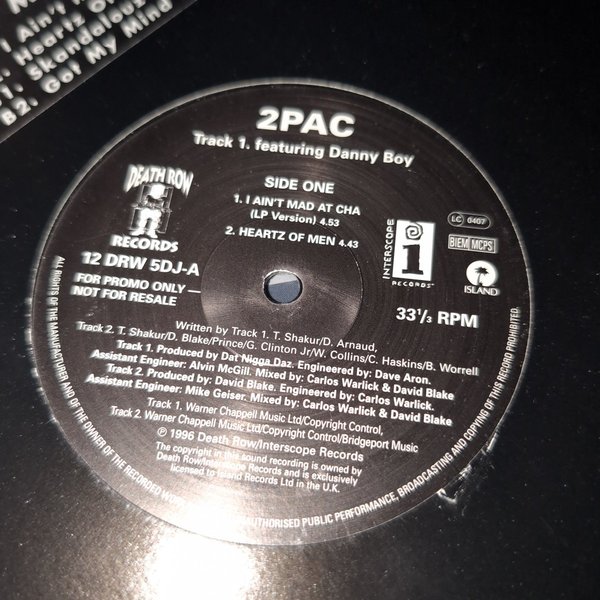 I Ain't
Heartz O
1. Skandalouz
B2. Got My Mind
2PAC
Track 1. featuring Danny Boy
DEATH ROW
RECORDS
12 DRW 5DJ-A
FOR PROMO ONLY —
NOT FOR RESALE
SIDE ONE
1. I AIN'T MAD AT CHA
(LP Version) 4.53
2. HEARTZ OF MEN 4.43
INTERSCOPE
RECORDS
LC 0407
BIEM MCPS
ISLAND
33 1/3 RPM
Written by Track 1. T. Shakur/D. Arnaud,
Track 2. T. Shakur/D. Blake/Prince/G. Clinton Jr/W. Collins/C. Haskins/B. Worrell
Track 1. Produced by Dat Nigga Daz. Engineered by: Dave Aron.
Assistant Engineer: Alvin McGill. Mixed by: Carlos Warlick & David Blake
Track 2. Produced by: David Blake. Engineered by: Carlos Warlick.
Assistant Engineer: Mike Geiser. Mixed by: Carlos Warlick & David Blake
Track 1. Warner Chappell Music Ltd/Copyright Control,
Track 2. Warner Chappell Music Ltd/Copyright Control/Bridgeport Music
℗ 1996 Death Row/Interscope Records
The copyright in this sound recording is owned by
Death Row/Interscope Records and is exclusively
licensed to Island Records Ltd in the U.K.
ALL RIGHTS OF THE MANUFACTURER AND OF THE OWNER OF THE RECORDED WOR AUTHORISED PUBLIC PERFORMANCE, BROADCASTING AND COPYING OF THIS RECORD PROHIBITED.